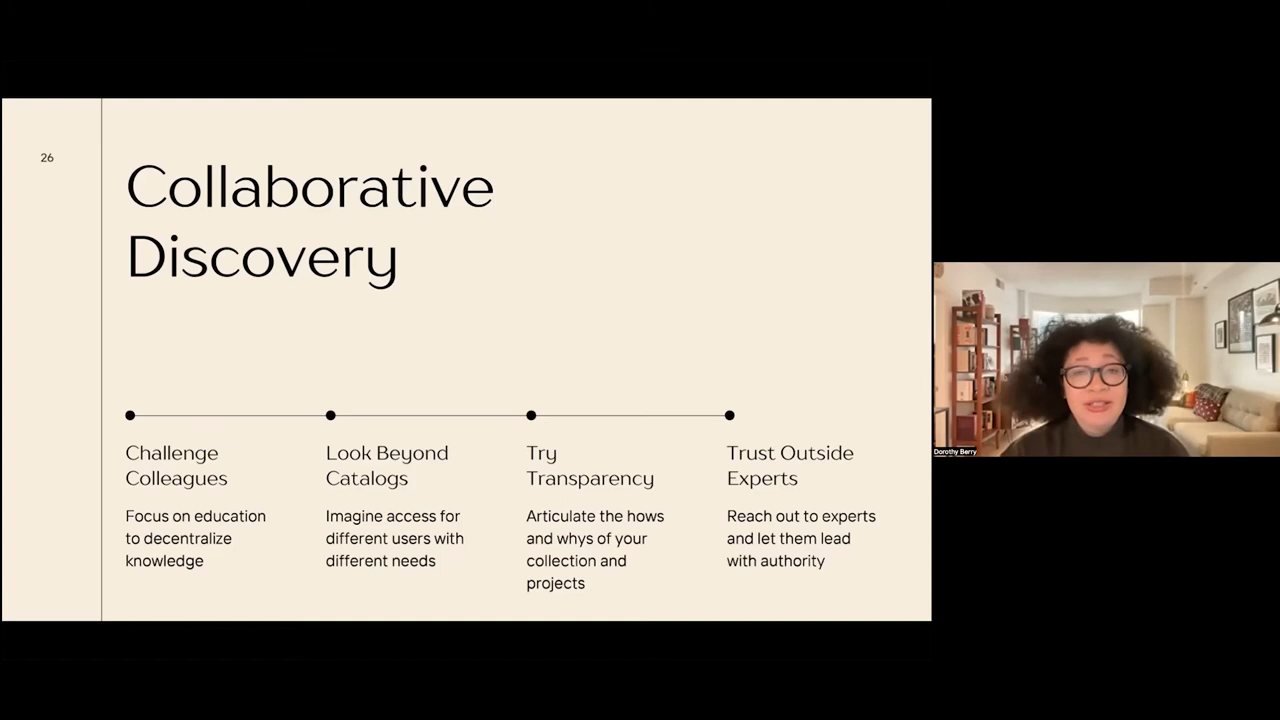 26
Collaborative
Discovery
Challenge
Colleagues
Focus on education
to decentralize
knowledge
Look Beyond
Catalogs
Imagine access for
different users with
different needs
Try
Transparency
Articulate the hows
and whys of your
collection and
projects
Trust Outside
Experts
Reach out to experts
and let them lead
with authority
Dorothy Berry